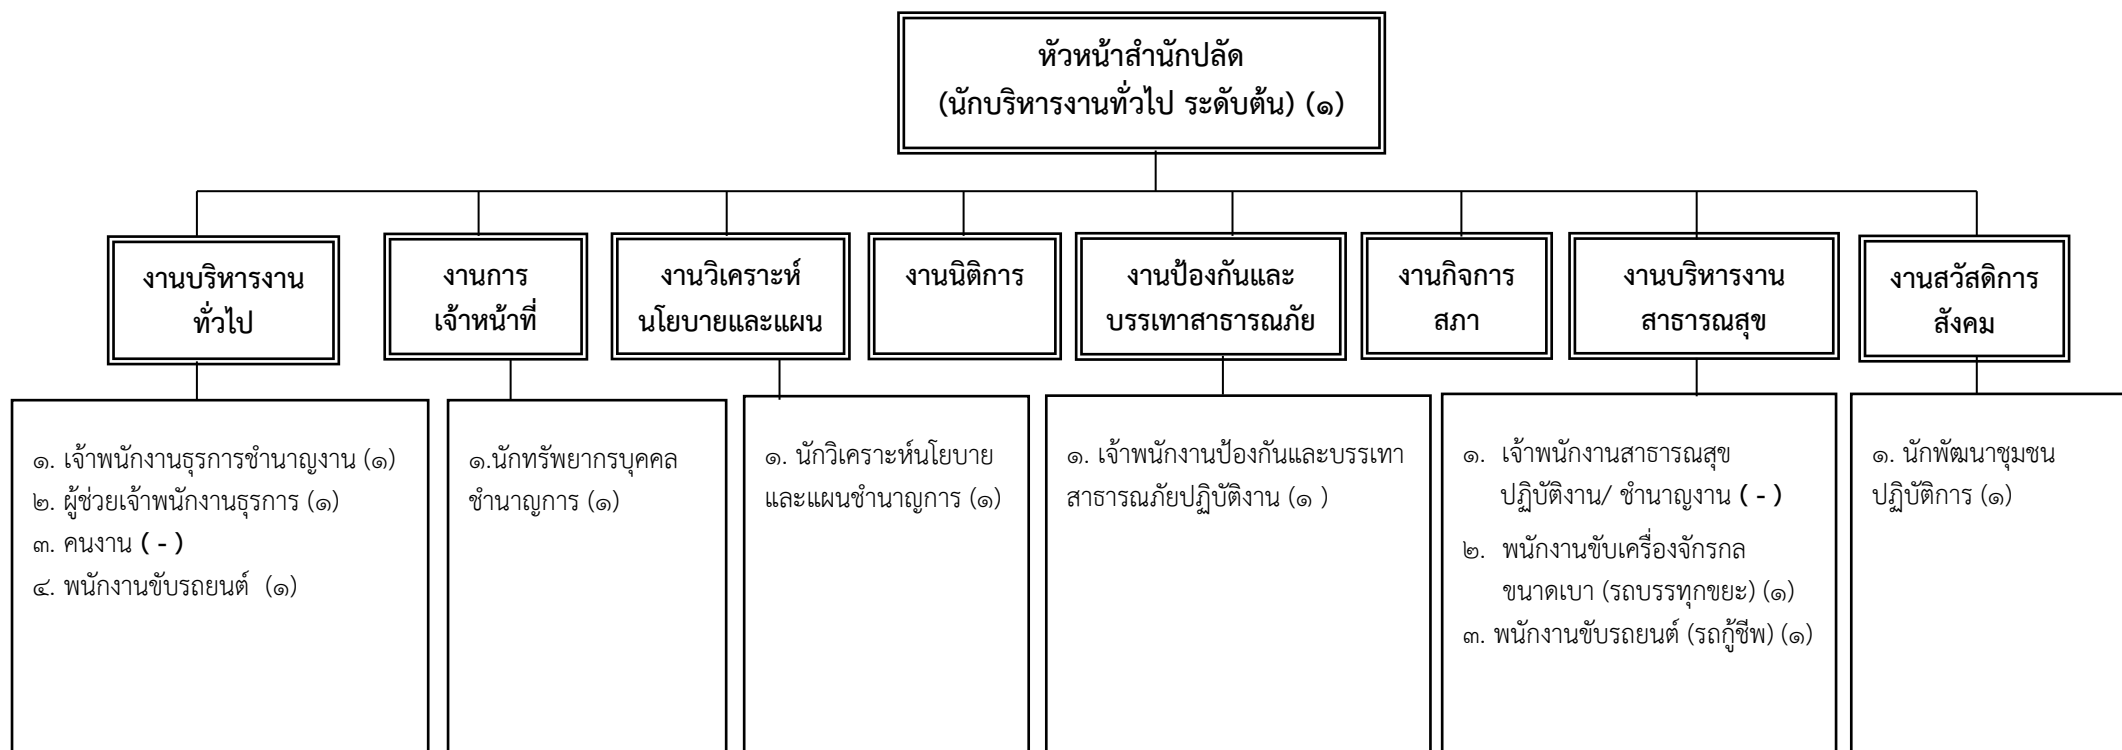 หัวหน้าสำนักปลัด
(นักบริหารงานทั่วไป ระดับต้น) (๑)
งานบริหารงาน
ทั่วไป
งานการ
เจ้าหน้าที่
งานวิเคราะห์
นโยบายและแผน
งานนิติการ
งานป้องกันและ
บรรเทาสาธารณภัย
งานกิจการ
สภา
งานบริหารงาน
สาธารณสุข
งานสวัสดิการ
สังคม
๑. เจ้าพนักงานธุรการชำนาญงาน (๑)
๒. ผู้ช่วยเจ้าพนักงานธุรการ (๑)
๓. คนงาน ( - )
๔. พนักงานขับรถยนต์  (๑)
๑.นักทรัพยากรบุคคล
ชำนาญการ (๑)
๑. นักวิเคราะห์นโยบาย
และแผนชำนาญการ (๑)
๑. เจ้าพนักงานป้องกันและบรรเทา
สาธารณภัยปฏิบัติงาน (๑ )
๑. เจ้าพนักงานสาธารณสุข
ปฏิบัติงาน/ ชำนาญงาน ( - )
๒. พนักงานขับเครื่องจักรกล
ขนาดเบา (รถบรรทุกขยะ) (๑)
๓. พนักงานขับรถยนต์ (รถกู้ชีพ) (๑)
๑. นักพัฒนาชุมชน
ปฏิบัติการ (๑)